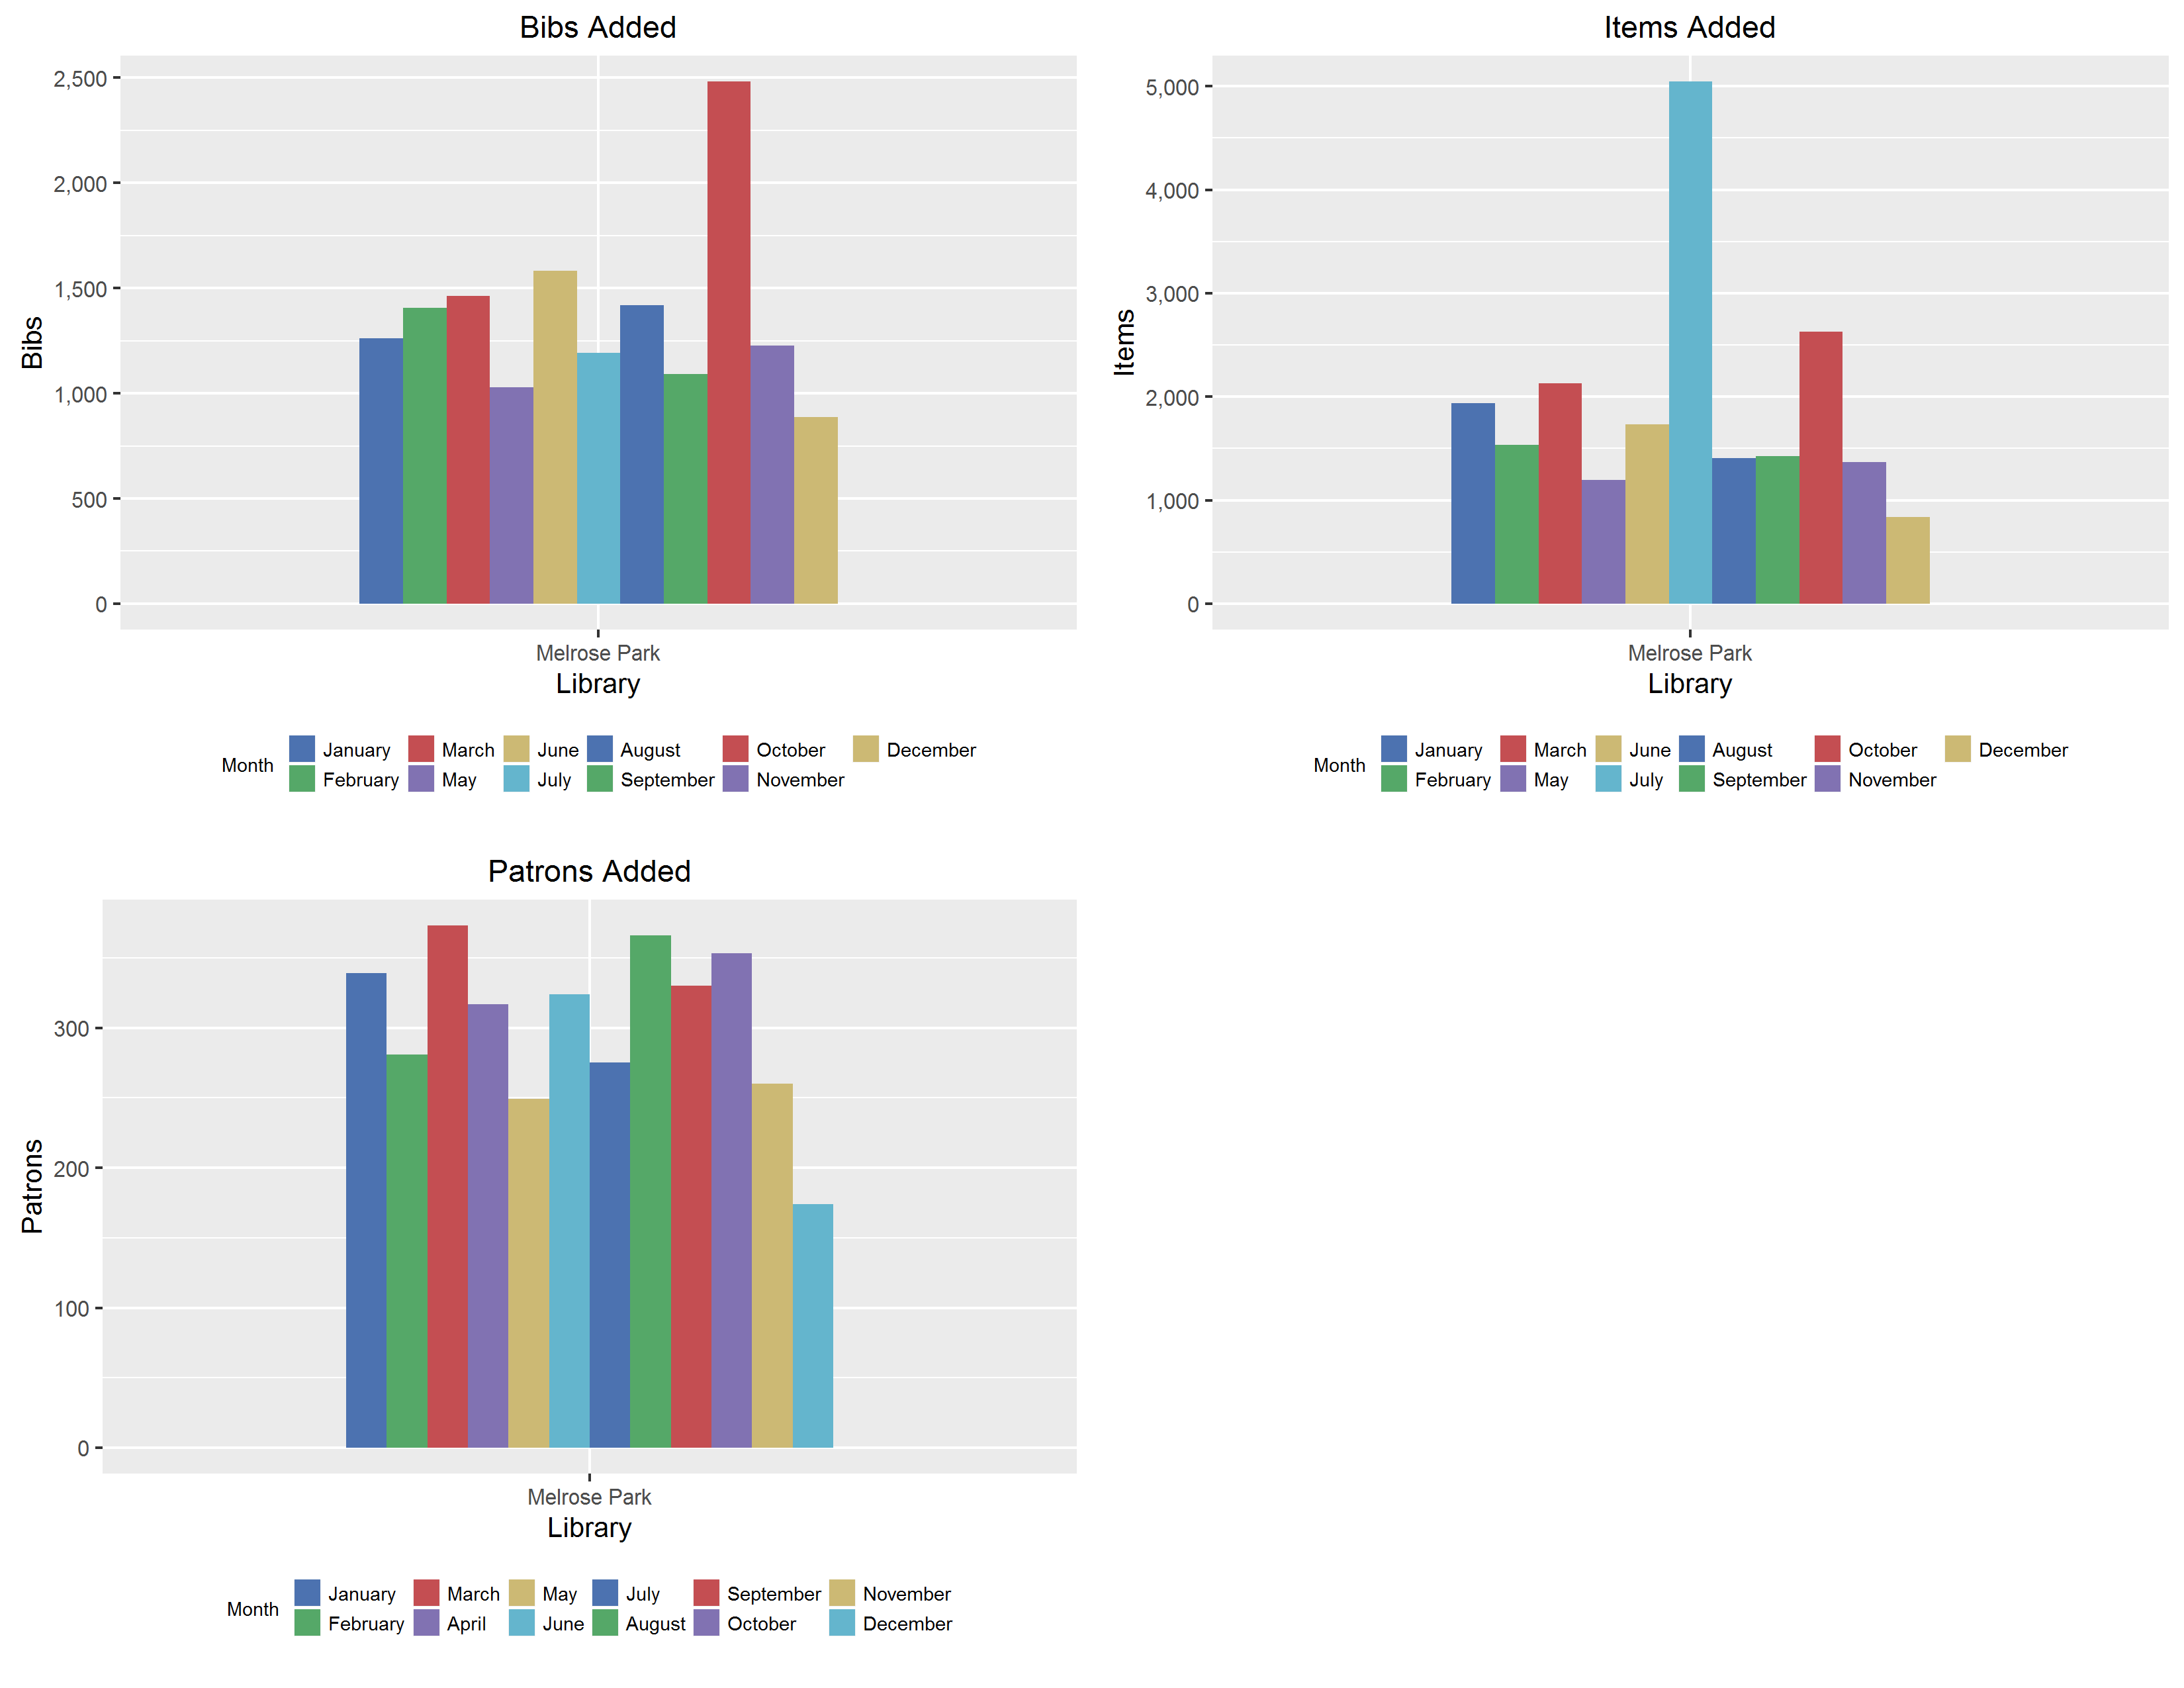 Bibs Added
2,500
2,000
1,500
1,000
500
0
Bibs
Melrose Park
Library
Month
January March June August October December
February May July September November
Items Added
5,000
4,000
3,000
2,000
1,000
0
Items
Melrose Park
Library
Month
January March June August October December
February May July September November
Patrons Added
300
200
100
0
Patrons
Melrose Park
Library
Month
January March May July September November
February April June August October December